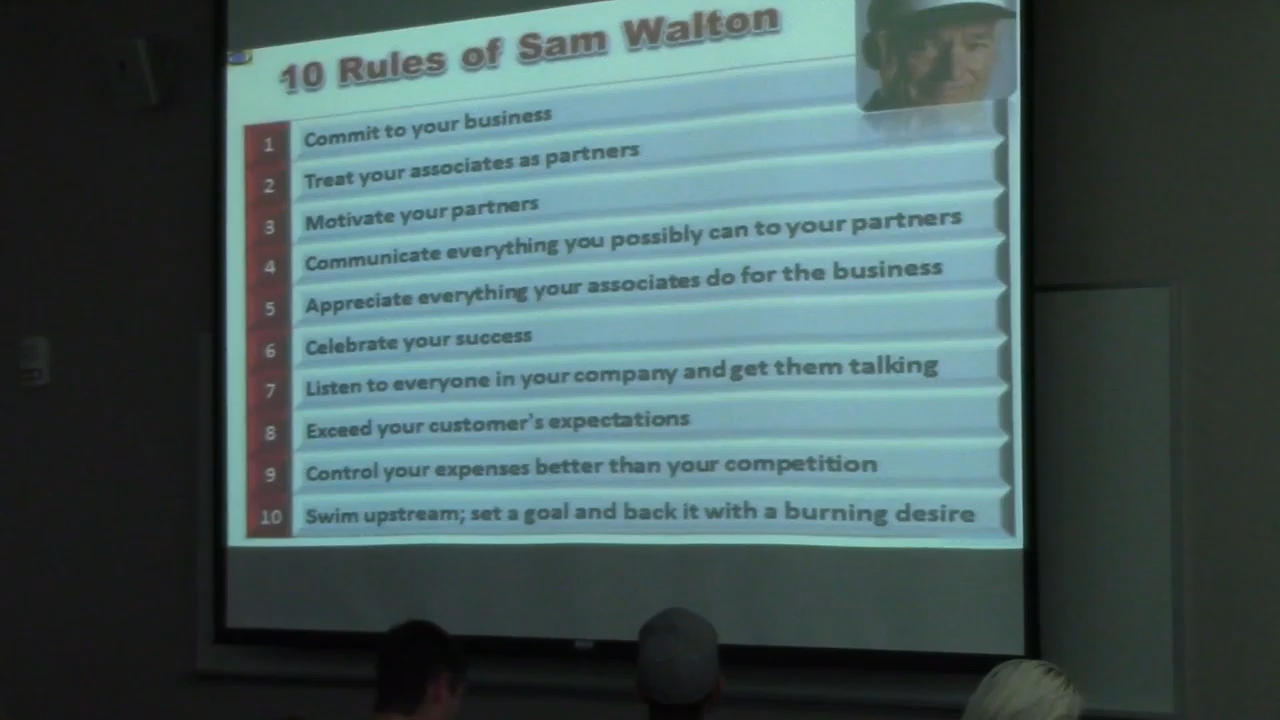 10 Rules of Sam Walton
1 Commit to your business
2 Treat your associates as partners
3 Motivate your partners
4 Communicate everything you possibly can to your partners
5 Appreciate everything your associates do for the business
6 Celebrate your success
7 Listen to everyone in your company and get them talking
8 Exceed your customer's expectations
9 Control your expenses better than your competition
10 Swim upstream; set a goal and back it with a burning desire